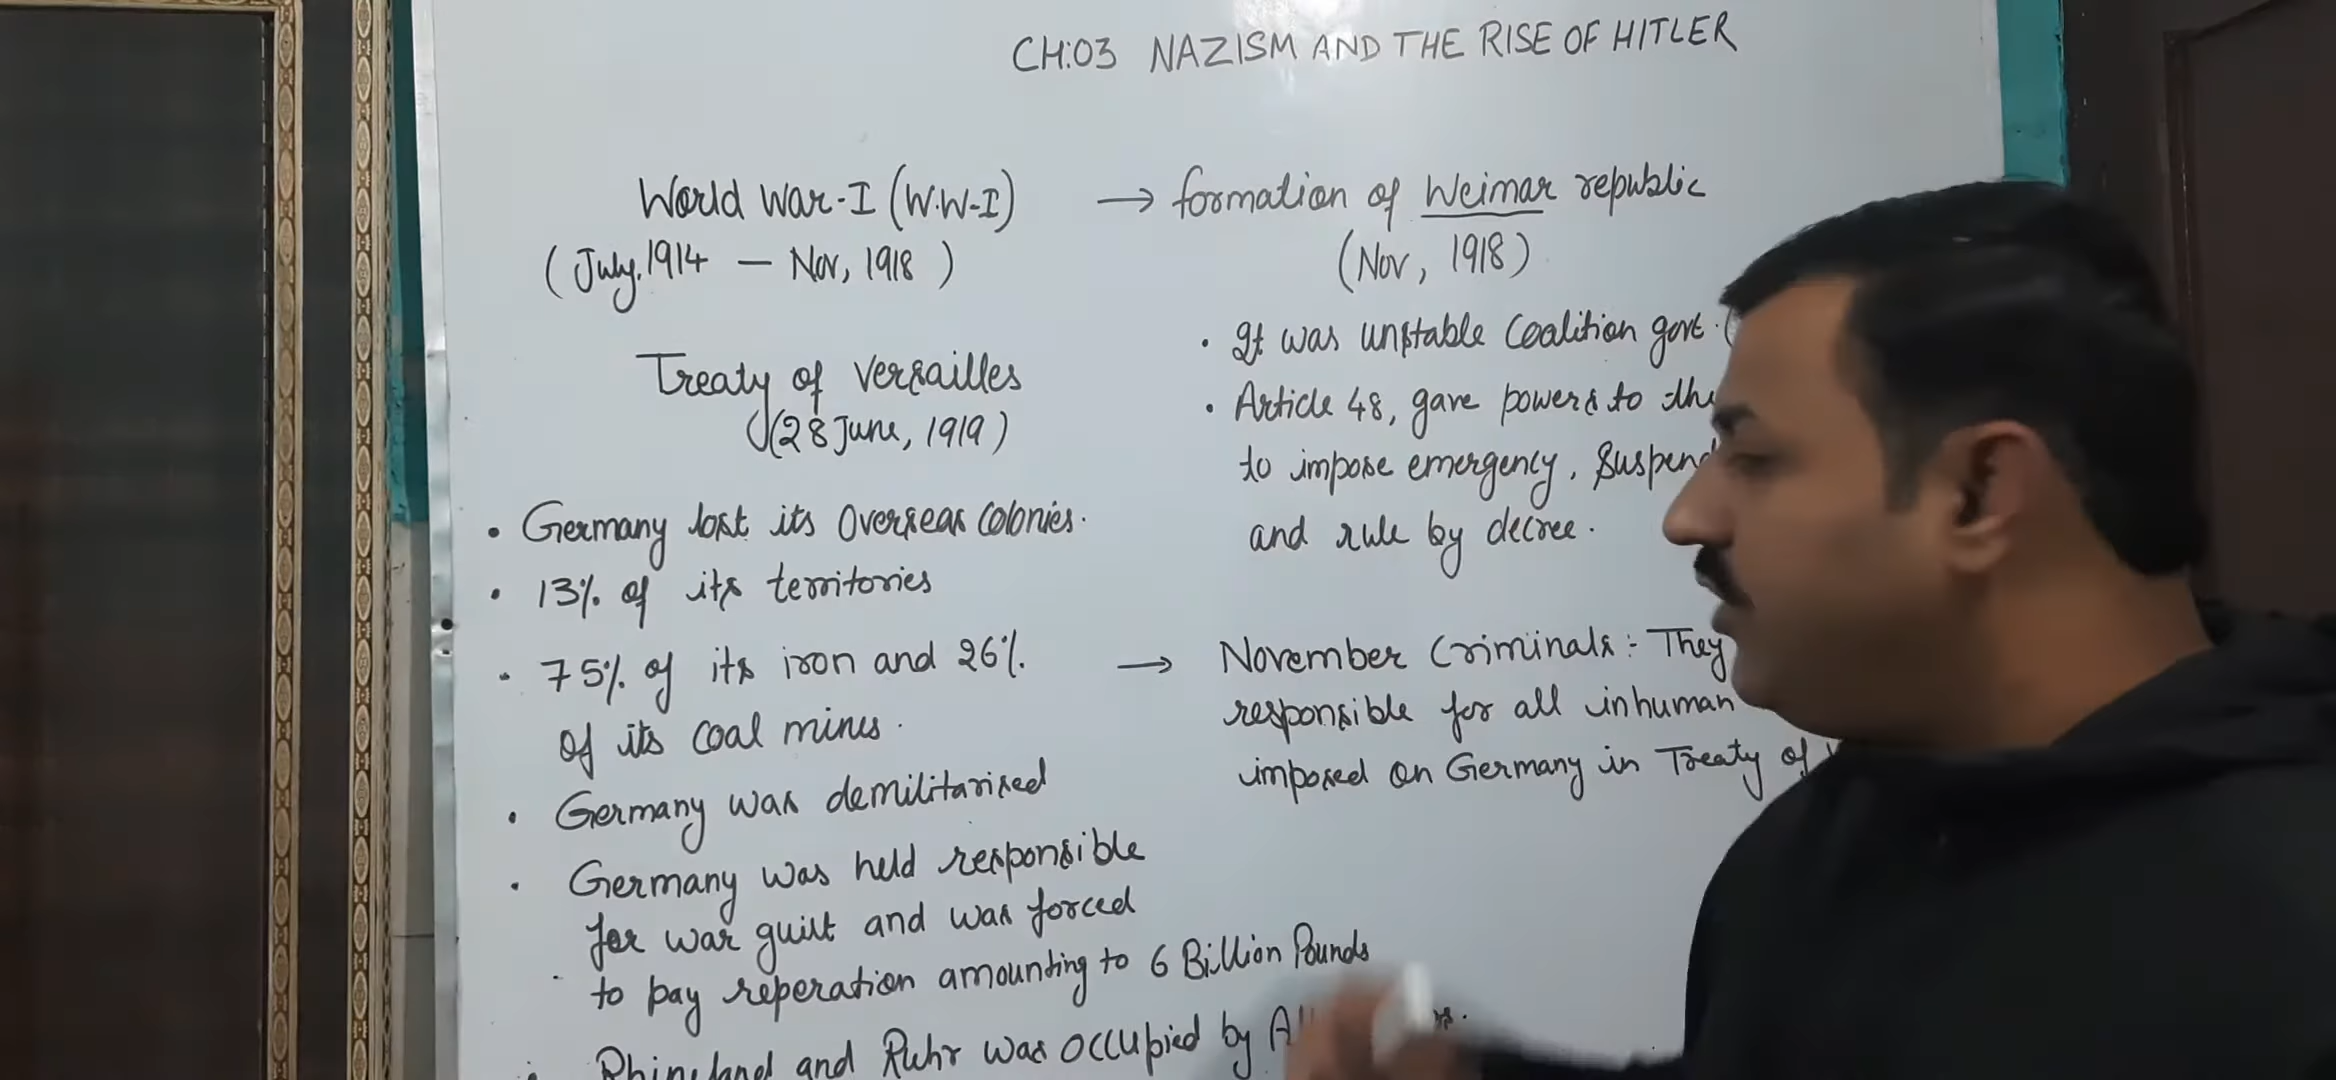 CH:03 NAZISM AND THE RISE OF HITLER
World War-I (W.W-I)
(July, 1914 — Nov, 1918)
Treaty of Versailles
(28 June, 1919)
• Germany lost its Overseas Colonies.
• 13% of its territories
• 75% of its iron and 26%
of its coal mines.
• Germany was demilitarised
• Germany was held responsible
for war guilt and was forced
to pay reperation amounting to 6 Billion Pounds
• Rhineland and Ruhr was occupied by
→ formation of Weimar republic
(Nov, 1918)
• It was unstable Coalition govt.
• Article 48, gave powers to the
to impose emergency, Suspend
and rule by decree.
→ November Criminals :- They
responsible for all inhuman
imposed on Germany in Treaty of